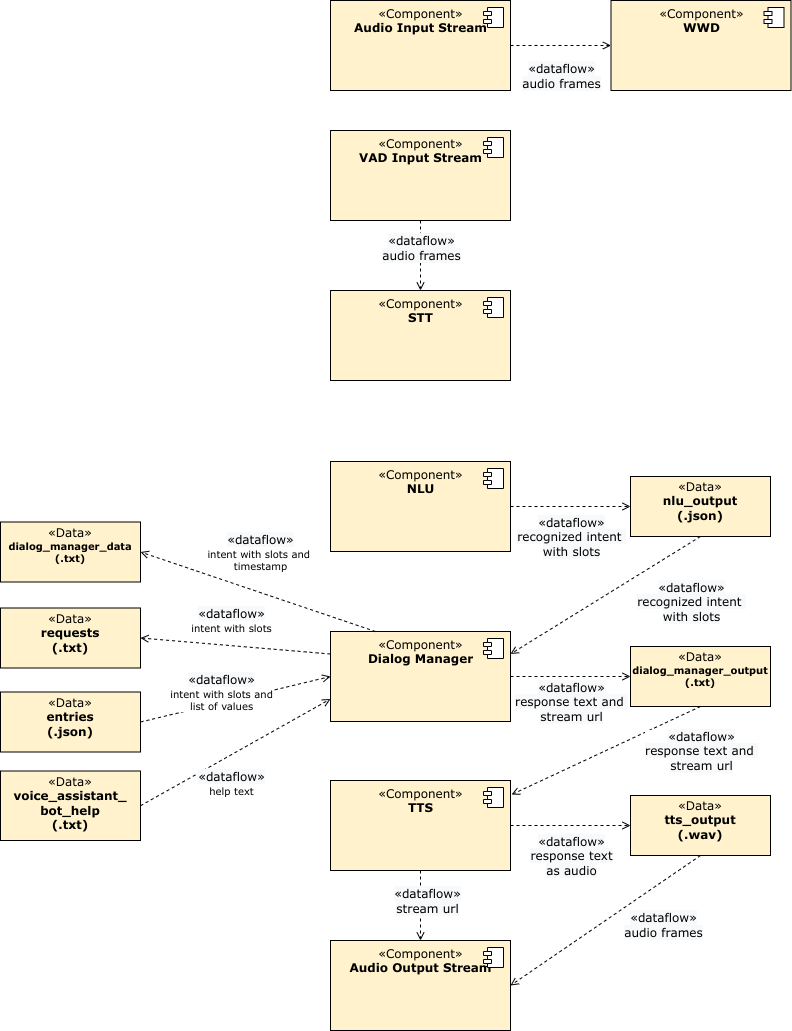 «Component»
Audio Input Stream
«Component»
WWD
«dataflow»
audio frames
«Component»
VAD Input Stream
«dataflow»
audio frames
«Component»
STT
«Component»
NLU
«dataflow»
recognized intent
with slots
«Data»
nlu_output
(.json)
«Data»
dialog_manager_data
(.txt)
«dataflow»
intent with slots and
timestamp
«dataflow»
recognized intent
with slots
«Data»
requests
(.txt)
«dataflow»
intent with slots
«Component»
Dialog Manager
«Data»
dialog_manager_output
(.txt)
«dataflow»
intent with slots and
list of values
«dataflow»
response text and
stream url
«Data»
entries
(.json)
«dataflow»
response text and
stream url
«Data»
voice_assistant_
bot_help
(.txt)
«dataflow»
help text
«Component»
TTS
«Data»
tts_output
(.wav)
«dataflow»
response text
as audio
«dataflow»
stream url
«dataflow»
audio frames
«Component»
Audio Output Stream